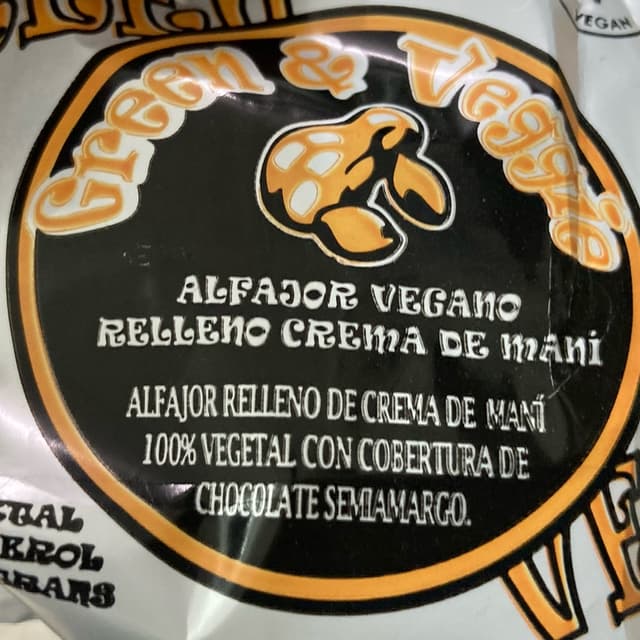 VEGAN
Green & Veggie
ALFAJOR VEGANO
RELLENO CREMA DE MANÍ
ALFAJOR RELLENO DE CREMA DE MANÍ
100% VEGETAL CON COBERTURA DE
CHOCOLATE SEMIAMARGO.